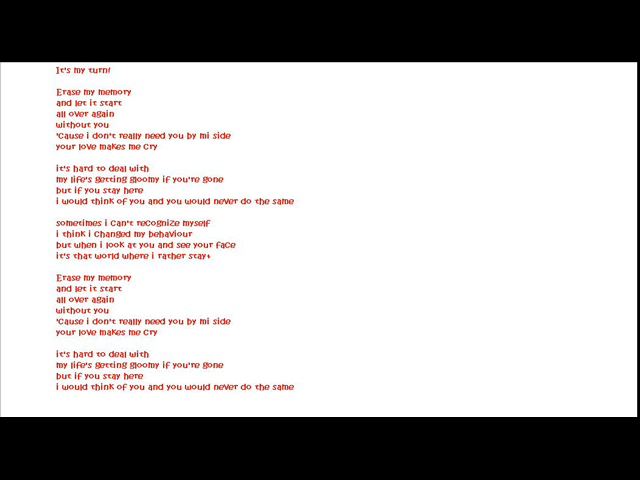 It's my turn!
Erase my memory
and let it start
all over again
without you
'cause i don't really need you by mi side
your love makes me cry
it's hard to deal with
my life's getting gloomy if you're gone
but if you stay here
i would think of you and you would never do the same
sometimes i can't recognize myself
i think i changed my behaviour
but when i look at you and see your face
it's that world where i rather stay+
Erase my memory
and let it start
all over again
without you
'cause i don't really need you by mi side
your love makes me cry
it's hard to deal with
my life's getting gloomy if you're gone
but if you stay here
i would think of you and you would never do the same